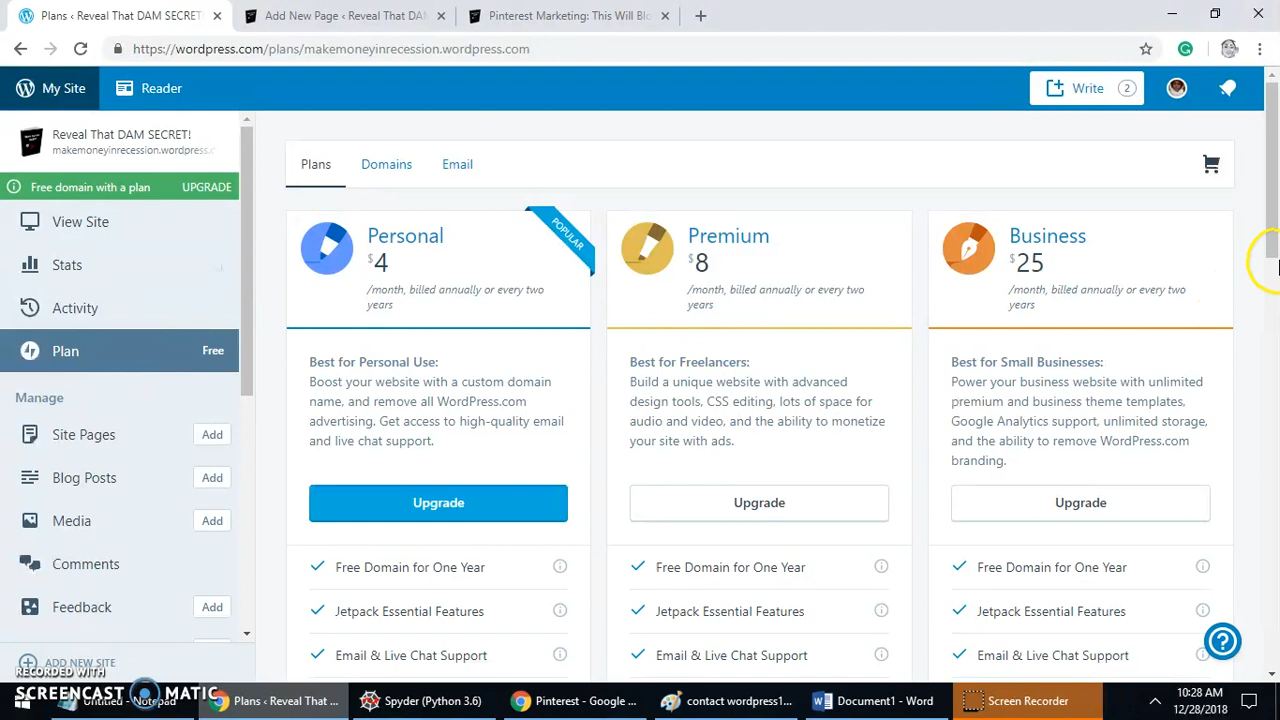 Plans ‹ Reveal That DAM SECRET!
Add New Page ‹ Reveal That DAM
Pinterest Marketing: This Will Blo
https://wordpress.com/plans/makemoneyinrecession.wordpress.com
My Site
Reader
Write 2
Reveal That DAM SECRET!
makemoneyinrecession.wordpress.c
Free domain with a plan UPGRADE
View Site
Stats
Activity
Plan Free
Manage
Site Pages Add
Blog Posts Add
Media Add
Comments
Feedback Add
ADD NEW SITE
Plans Domains Email
POPULAR
Personal
$4
/month, billed annually or every two
years
Best for Personal Use:
Boost your website with a custom domain
name, and remove all WordPress.com
advertising. Get access to high-quality email
and live chat support.
Upgrade
Free Domain for One Year
Jetpack Essential Features
Email & Live Chat Support
Premium
$8
/month, billed annually or every two
years
Best for Freelancers:
Build a unique website with advanced
design tools, CSS editing, lots of space for
audio and video, and the ability to monetize
your site with ads.
Upgrade
Free Domain for One Year
Jetpack Essential Features
Email & Live Chat Support
Business
$25
/month, billed annually or every two
years
Best for Small Businesses:
Power your business website with unlimited
premium and business theme templates,
Google Analytics support, unlimited storage,
and the ability to remove WordPress.com
branding.
Upgrade
Free Domain for One Year
Jetpack Essential Features
Email & Live Chat Support
?
RECORDED WITH
SCREENCAST MATIC
Untitled - Notepad
Plans ‹ Reveal That ...
Spyder (Python 3.6)
Pinterest - Google ...
contact wordpress1...
Document1 - Word
Screen Recorder
10:28 AM
12/28/2018